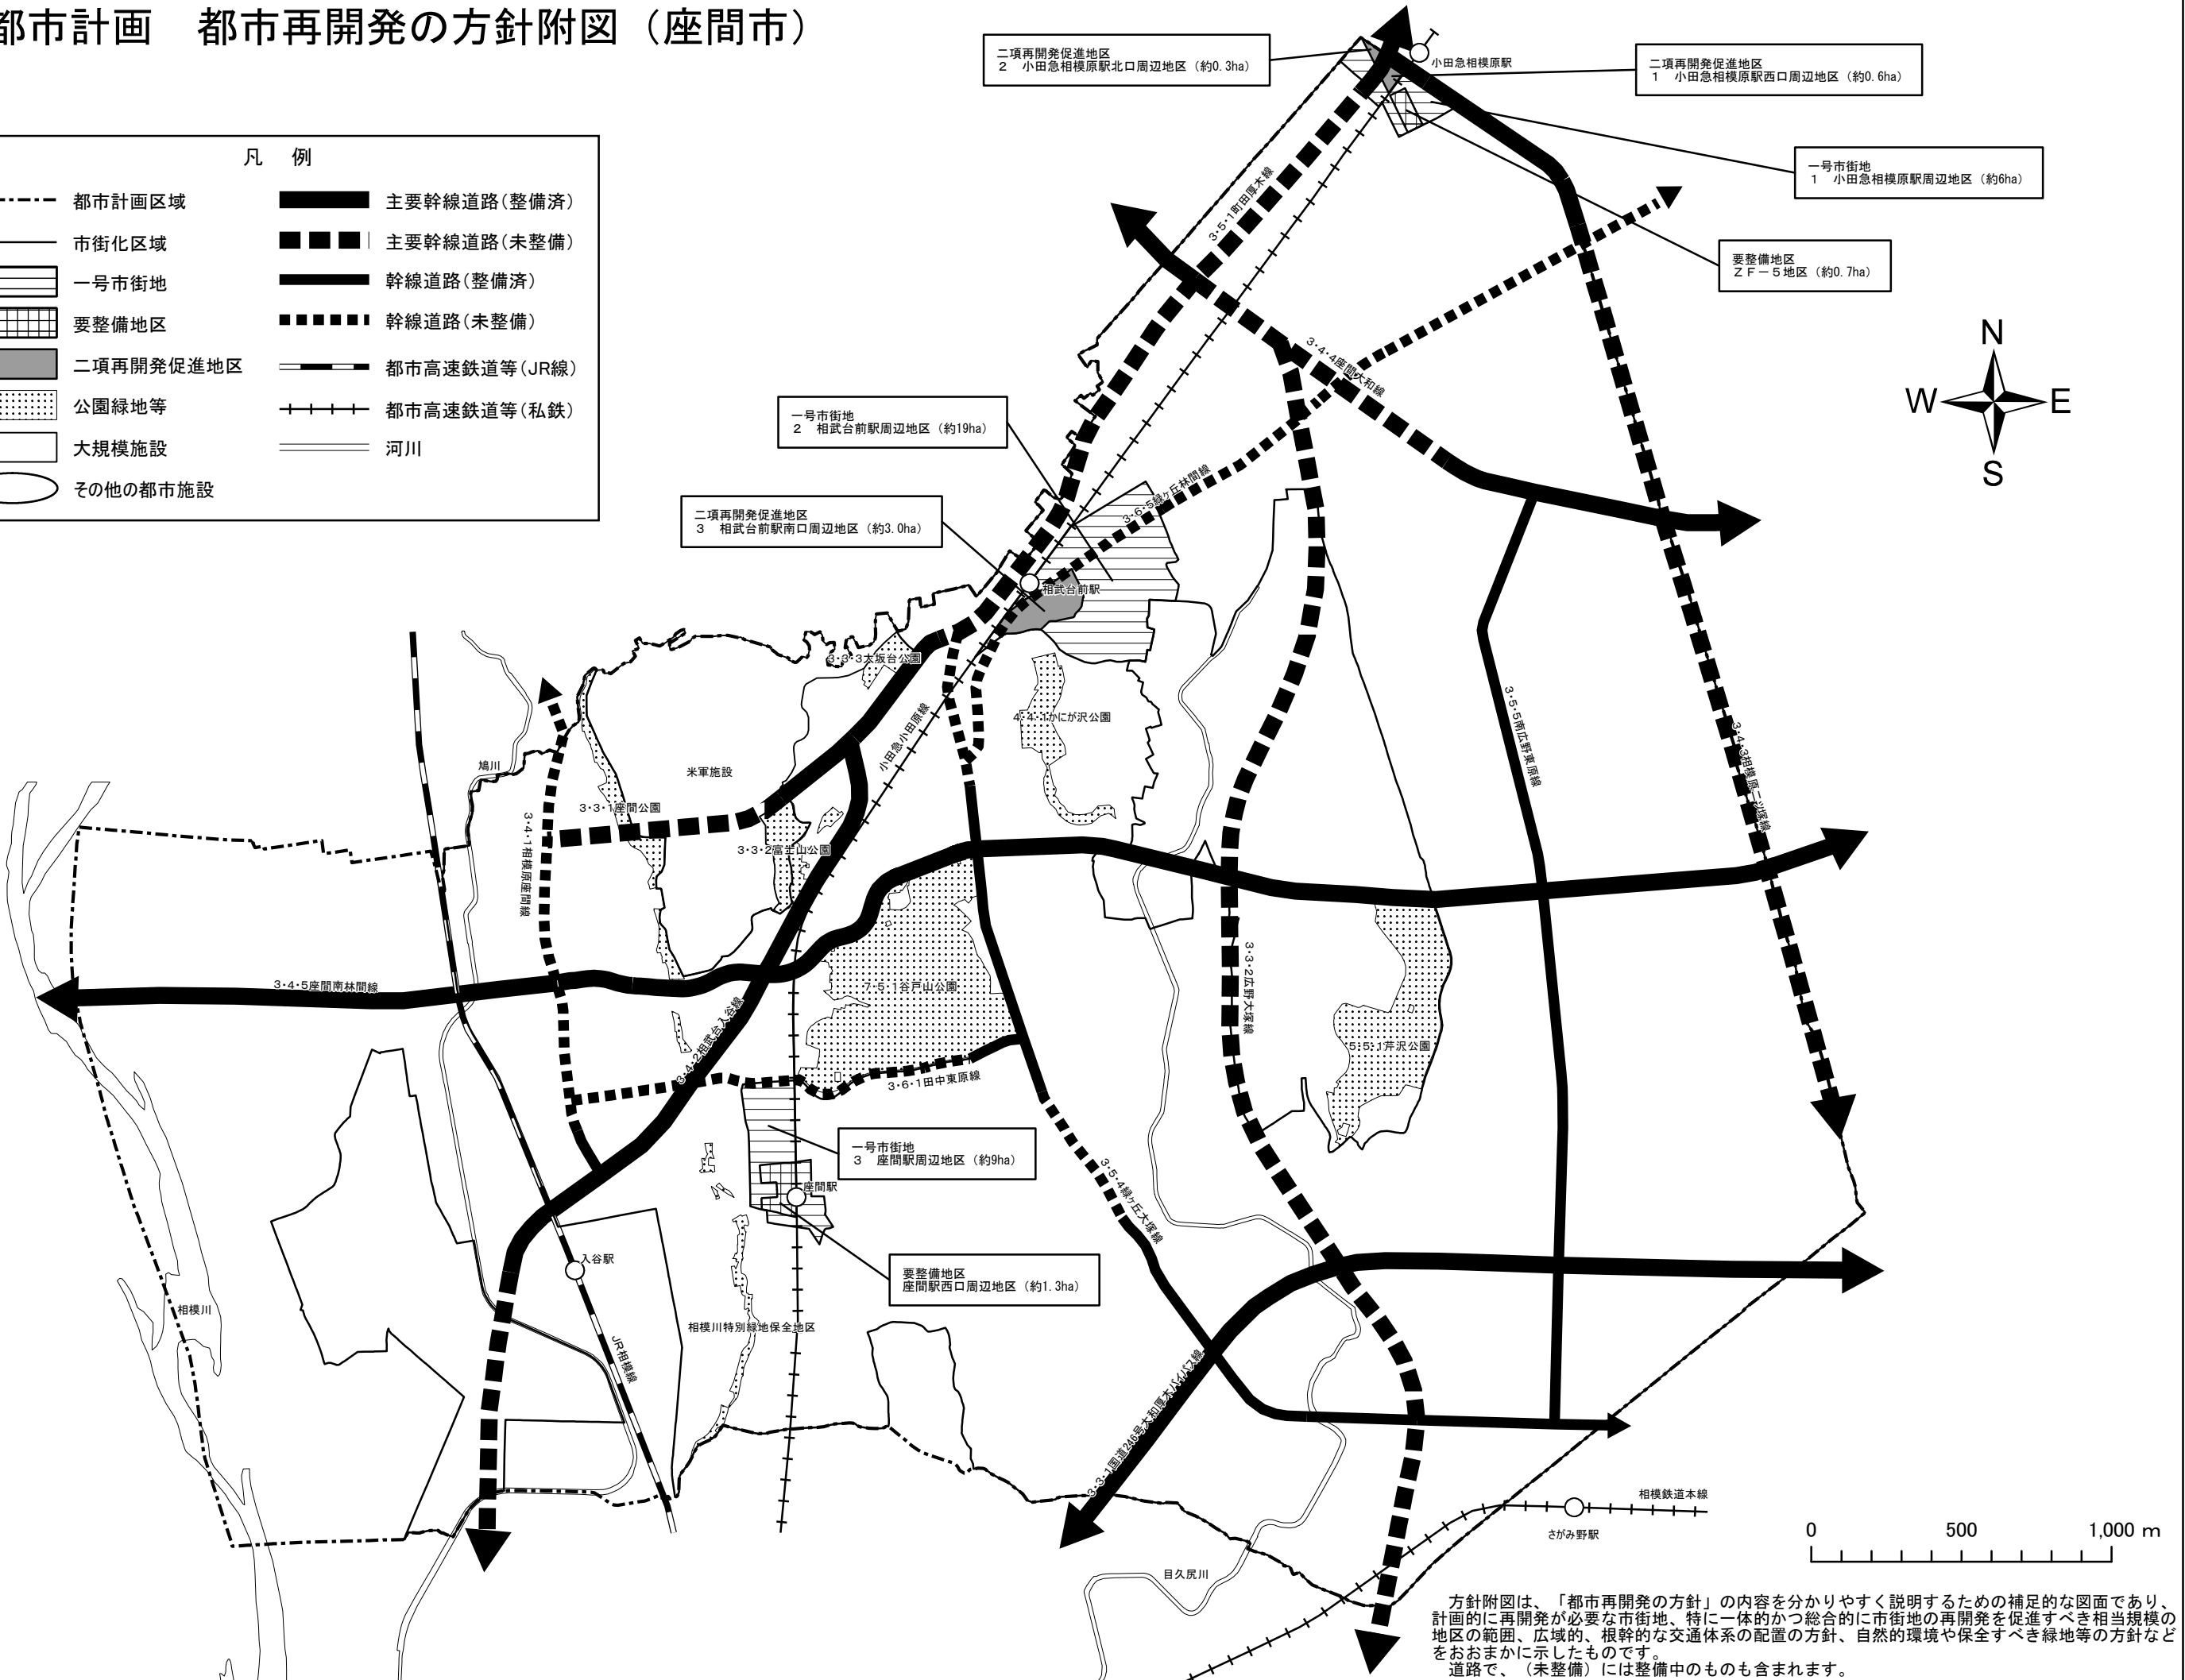 都市計画　都市再開発の方針附図（座間市）
凡　例
都市計画区域
市街化区域
一号市街地
要整備地区
二項再開発促進地区
公園緑地等
大規模施設
その他の都市施設
主要幹線道路(整備済)
主要幹線道路(未整備)
幹線道路(整備済)
幹線道路(未整備)
都市高速鉄道等(JR線)
都市高速鉄道等(私鉄)
河川
二項再開発促進地区
２　小田急相模原駅北口周辺地区（約0.3ha）
小田急相模原駅
二項再開発促進地区
１　小田急相模原駅西口周辺地区（約0.6ha）
一号市街地
１　小田急相模原駅周辺地区（約6ha）
要整備地区
ＺＦ－５地区（約0.7ha）
N
W
E
S
3・5・1町田厚木線
3・4・4座間大和線
一号市街地
２　相武台前駅周辺地区（約19ha）
3・6・5緑ヶ丘林間線
二項再開発促進地区
３　相武台前駅南口周辺地区（約3.0ha）
相武台前駅
3・3・3大坂台公園
小田急小田原線
4・4・1かにが沢公園
3・5・5南広野東原線
3・4・3相模原二ツ塚線
鳩川
米軍施設
3・3・1座間公園
3・4・1相模原座間線
3・3・2富士山公園
3・4・5座間南林間線
7・5・1谷戸山公園
3・3・2広野大塚線
3・4・2相武台入谷線
5・5・1芹沢公園
3・6・1田中東原線
一号市街地
３　座間駅周辺地区（約9ha）
座間駅
3・5・4緑ヶ丘大塚線
入谷駅
要整備地区
座間駅西口周辺地区（約1.3ha）
相模川
相模川特別緑地保全地区
JR相模線
3・3・1国道246号大和厚木バイパス線
相模鉄道本線
さがみ野駅
目久尻川
0　500　1,000 m
方針附図は、「都市再開発の方針」の内容を分かりやすく説明するための補足的な図面であり、
計画的に再開発が必要な市街地、特に一体的かつ総合的に市街地の再開発を促進すべき相当規模の
地区の範囲、広域的、根幹的な交通体系の配置の方針、自然的環境や保全すべき緑地等の方針など
をおおまかに示したものです。
道路で、（未整備）には整備中のものも含まれます。